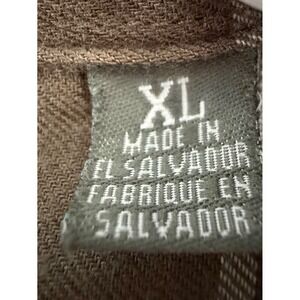 XL
MADE IN
EL SALVADOR
FABRIQUE EN
SALVADOR